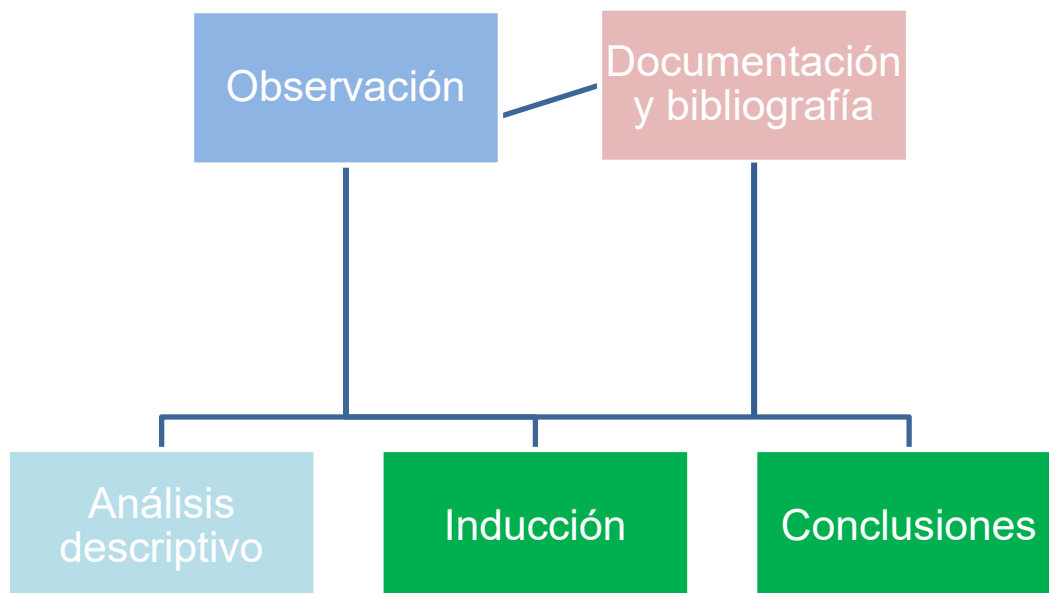 Observación
Documentación
y bibliografía
Análisis
descriptivo
Inducción
Conclusiones